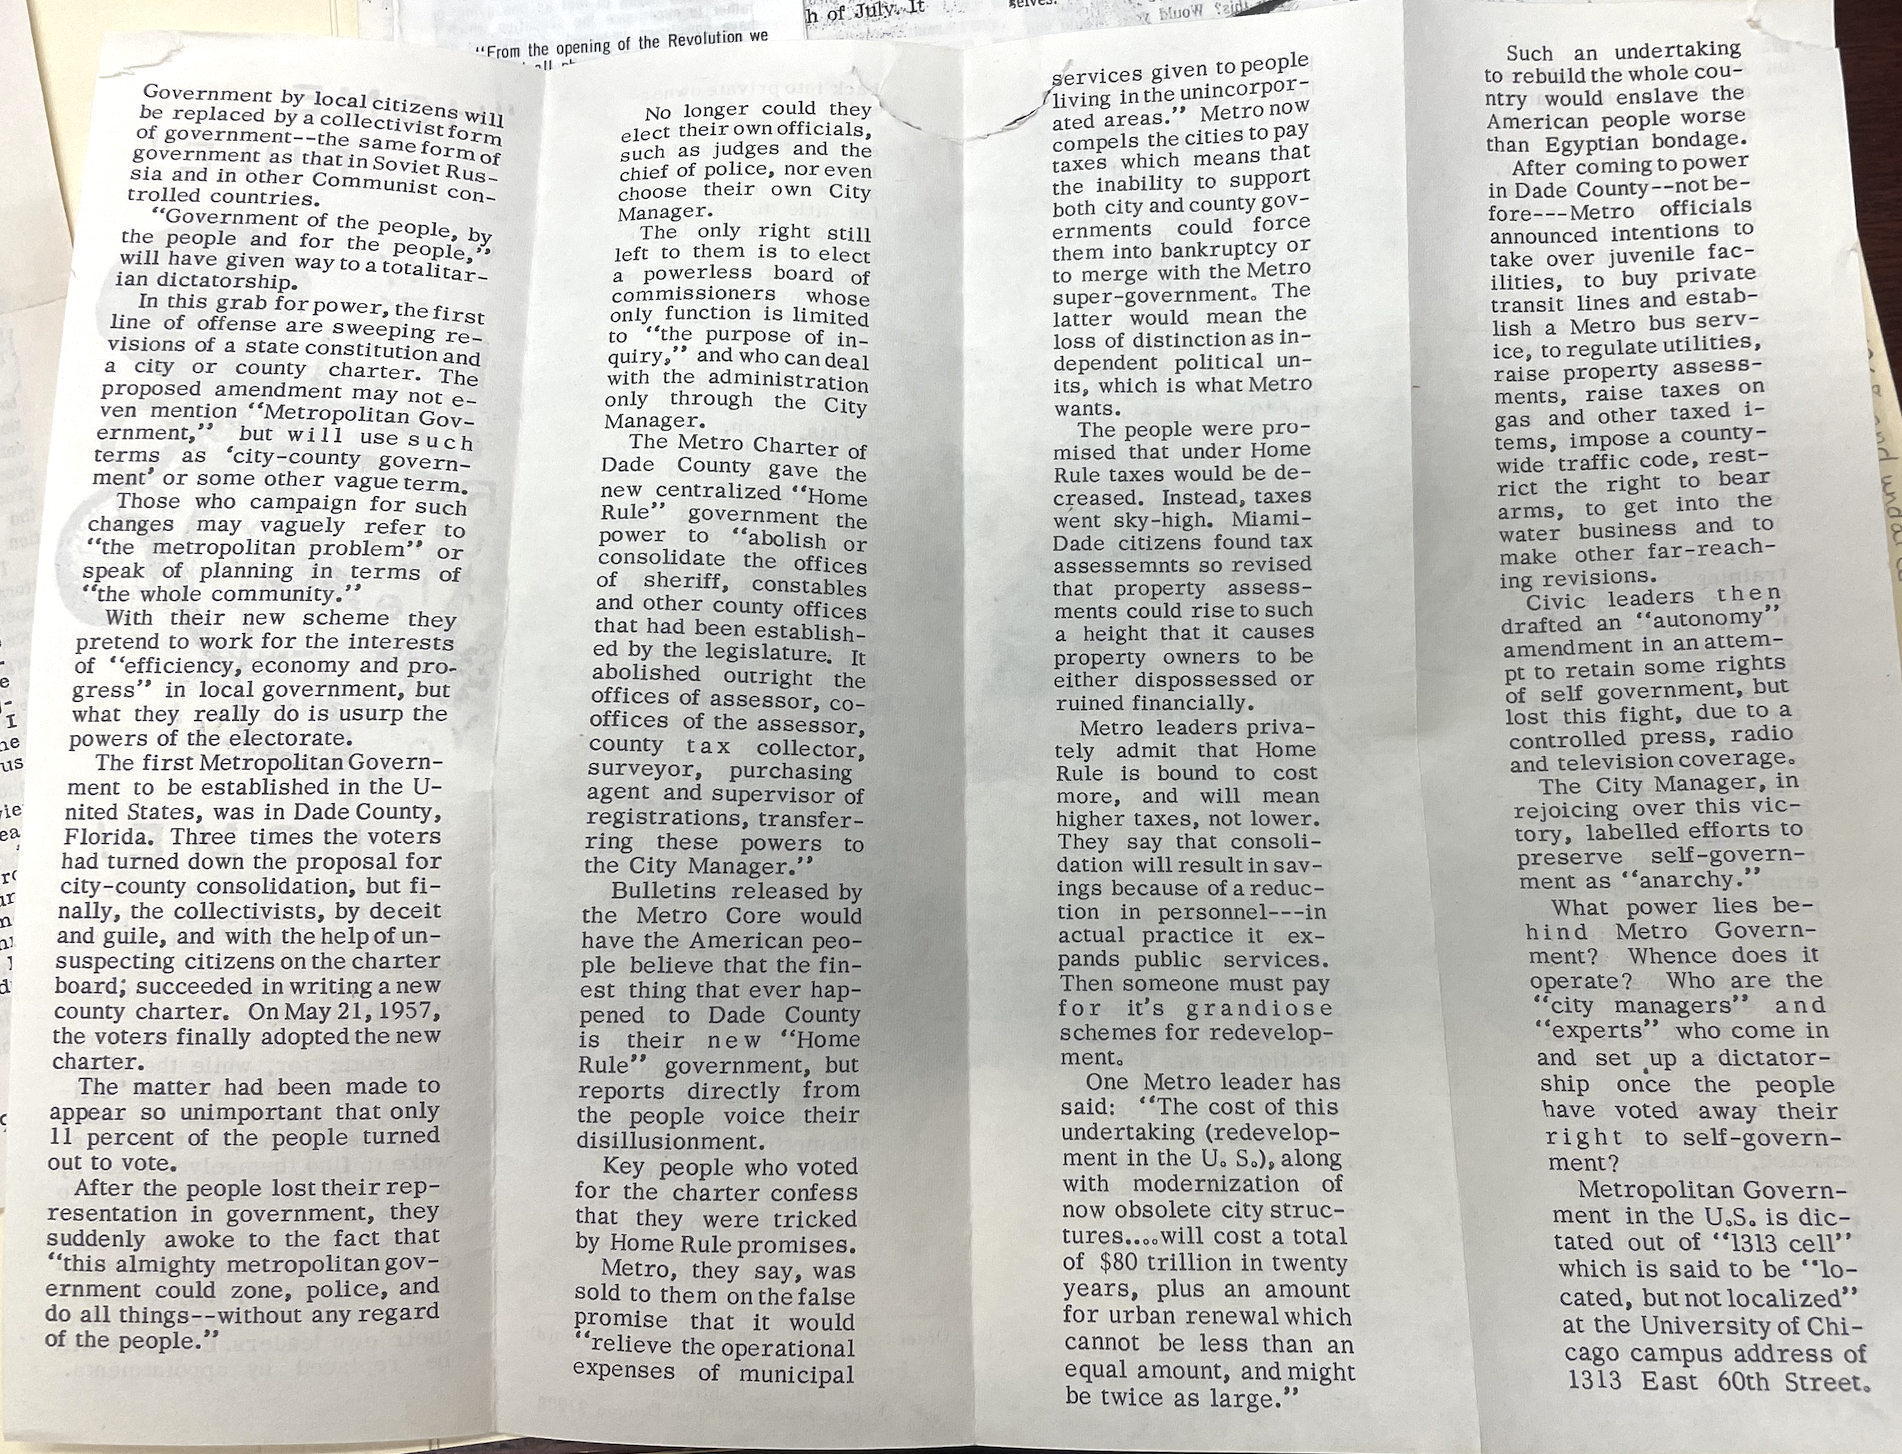 h of July. It
selves.
"From the opening of the Revolution we
Government by local citizens will
be replaced by a collectivist form
of government--the same form of
government as that in Soviet Rus-
sia and in other Communist con-
trolled countries.
"Government of the people, by
the people and for the people,"
will have given way to a totalitar-
ian dictatorship.
In this grab for power, the first
line of offense are sweeping re-
visions of a state constitution and
a city or county charter. The
proposed amendment may not e-
ven mention "Metropolitan Gov-
ernment," but will use such
terms as 'city-county govern-
ment' or some other vague term.
Those who campaign for such
changes may vaguely refer to
"the metropolitan problem" or
speak of planning in terms of
"the whole community."
With their new scheme they
pretend to work for the interests
of "efficiency, economy and pro-
gress" in local government, but
what they really do is usurp the
powers of the electorate.
The first Metropolitan Govern-
ment to be established in the U-
nited States, was in Dade County,
Florida. Three times the voters
had turned down the proposal for
city-county consolidation, but fi-
nally, the collectivists, by deceit
and guile, and with the help of un-
suspecting citizens on the charter
board; succeeded in writing a new
county charter. On May 21, 1957,
the voters finally adopted the new
charter.
The matter had been made to
appear so unimportant that only
11 percent of the people turned
out to vote.
After the people lost their rep-
resentation in government, they
suddenly awoke to the fact that
"this almighty metropolitan gov-
ernment could zone, police, and
do all things--without any regard
of the people."
No longer could they
elect their own officials,
such as judges and the
chief of police, nor even
choose their own City
Manager.
The only right still
left to them is to elect
a powerless board of
commissioners whose
only function is limited
to "the purpose of in-
quiry," and who can deal
with the administration
only through the City
Manager.
The Metro Charter of
Dade County gave the
new centralized "Home
Rule" government the
power to "abolish or
consolidate the offices
of sheriff, constables
and other county offices
that had been establish-
ed by the legislature. It
abolished outright the
offices of assessor, co-
offices of the assessor,
county tax collector,
surveyor, purchasing
agent and supervisor of
registrations, transfer-
ring these powers to
the City Manager."
Bulletins released by
the Metro Core would
have the American peo-
ple believe that the fin-
est thing that ever hap-
pened to Dade County
is their new "Home
Rule" government, but
reports directly from
the people voice their
disillusionment.
Key people who voted
for the charter confess
that they were tricked
by Home Rule promises.
Metro, they say, was
sold to them on the false
promise that it would
"relieve the operational
expenses of municipal
services given to people
living in the unincorpor-
ated areas." Metro now
compels the cities to pay
taxes which means that
the inability to support
both city and county gov-
ernments could force
them into bankruptcy or
to merge with the Metro
super-government. The
latter would mean the
loss of distinction as in-
dependent political un-
its, which is what Metro
wants.
The people were pro-
mised that under Home
Rule taxes would be de-
creased. Instead, taxes
went sky-high. Miami-
Dade citizens found tax
assessemnts so revised
that property assess-
ments could rise to such
a height that it causes
property owners to be
either dispossessed or
ruined financially.
Metro leaders priva-
tely admit that Home
Rule is bound to cost
more, and will mean
higher taxes, not lower.
They say that consoli-
dation will result in sav-
ings because of a reduc-
tion in personnel---in
actual practice it ex-
pands public services.
Then someone must pay
for it's grandiose
schemes for redevelop-
ment.
One Metro leader has
said: "The cost of this
undertaking (redevelop-
ment in the U. S.), along
with modernization of
now obsolete city struc-
tures....will cost a total
of $80 trillion in twenty
years, plus an amount
for urban renewal which
cannot be less than an
equal amount, and might
be twice as large."
Such an undertaking
to rebuild the whole cou-
ntry would enslave the
American people worse
than Egyptian bondage.
After coming to power
in Dade County--not be-
fore---Metro officials
announced intentions to
take over juvenile fac-
ilities, to buy private
transit lines and estab-
lish a Metro bus serv-
ice, to regulate utilities,
raise property assess-
ments, raise taxes on
gas and other taxed i-
tems, impose a county-
wide traffic code, rest-
rict the right to bear
arms, to get into the
water business and to
make other far-reach-
ing revisions.
Civic leaders then
drafted an "autonomy"
amendment in an attem-
pt to retain some rights
of self government, but
lost this fight, due to a
controlled press, radio
and television coverage.
The City Manager, in
rejoicing over this vic-
tory, labelled efforts to
preserve self-govern-
ment as "anarchy."
What power lies be-
hind Metro Govern-
ment? Whence does it
operate? Who are the
"city managers" and
"experts" who come in
and set up a dictator-
ship once the people
have voted away their
right to self-govern-
ment?
Metropolitan Govern-
ment in the U.S. is dic-
tated out of "1313 cell"
which is said to be "lo-
cated, but not localized"
at the University of Chi-
cago campus address of
1313 East 60th Street.